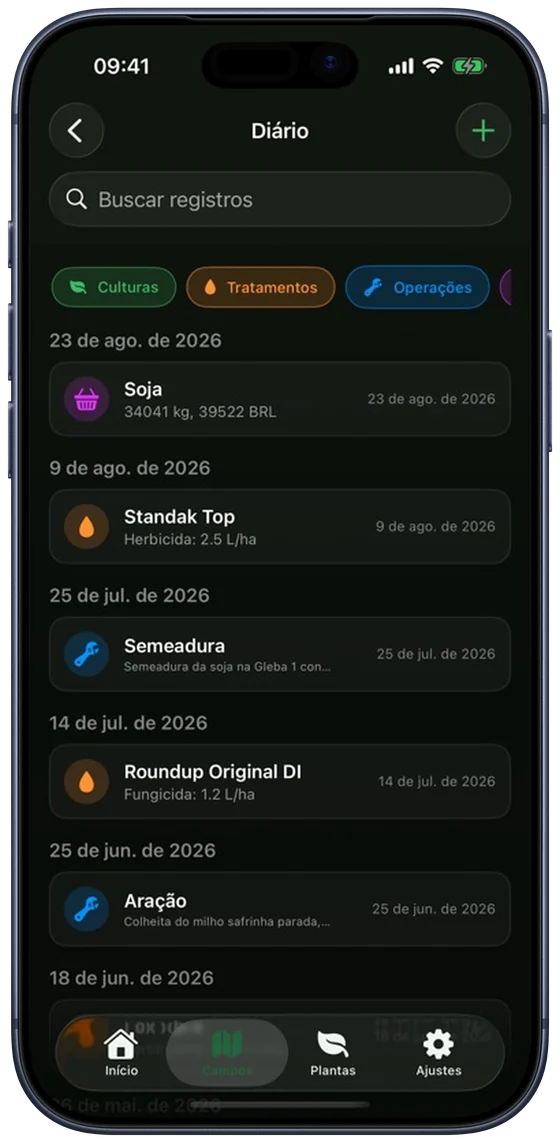 09:41
Diário
Buscar registros
Culturas
Tratamentos
Operações
23 de ago. de 2026
Soja
34041 kg, 39522 BRL
23 de ago. de 2026
9 de ago. de 2026
Standak Top
Herbicida: 2.5 L/ha
9 de ago. de 2026
25 de jul. de 2026
Semeadura
Semeadura da soja na Gleba 1 con...
25 de jul. de 2026
14 de jul. de 2026
Roundup Original DI
Fungicida: 1.2 L/ha
14 de jul. de 2026
25 de jun. de 2026
Aração
Colheita do milho safrinha parada,...
25 de jun. de 2026
18 de jun. de 2026
Início
Campos
Plantas
Ajustes
26 de mai. de 2026